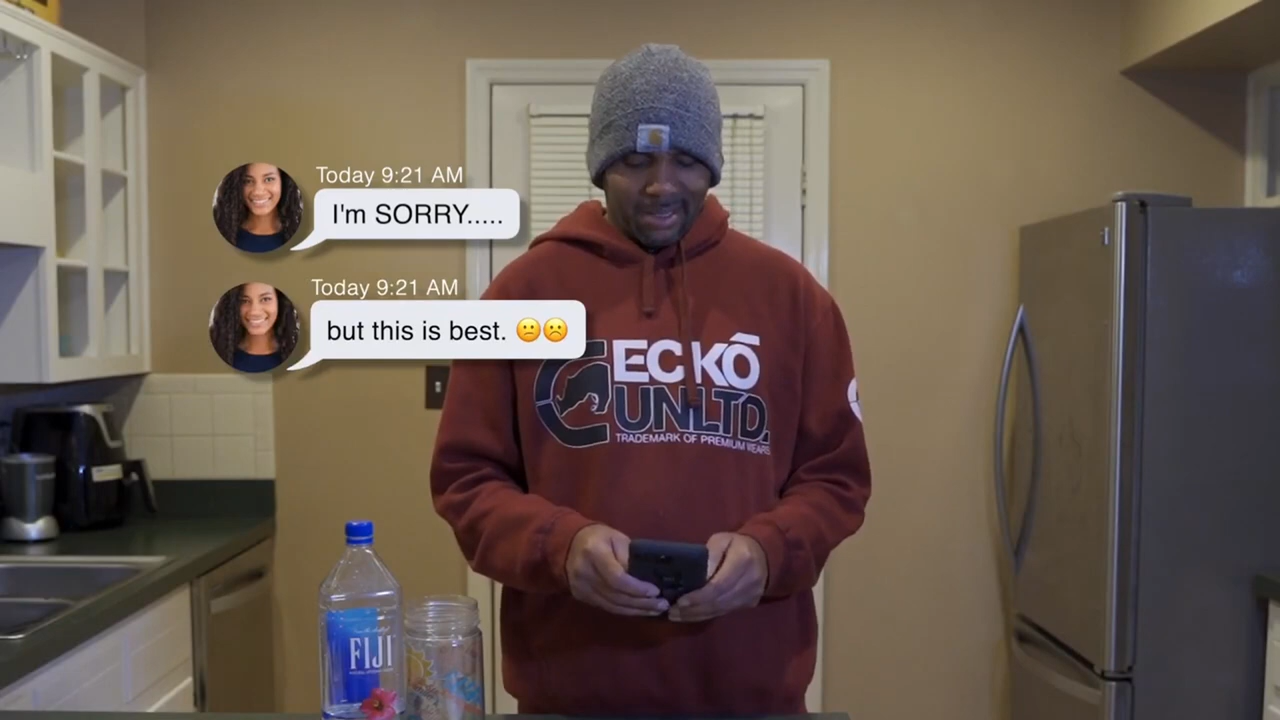 Today 9:21 AM
I'm SORRY.....
Today 9:21 AM
but this is best. 😕☹️
ECKŌ
UNLTD.
TRADEMARK OF PREMIUM WEARS
FIJI